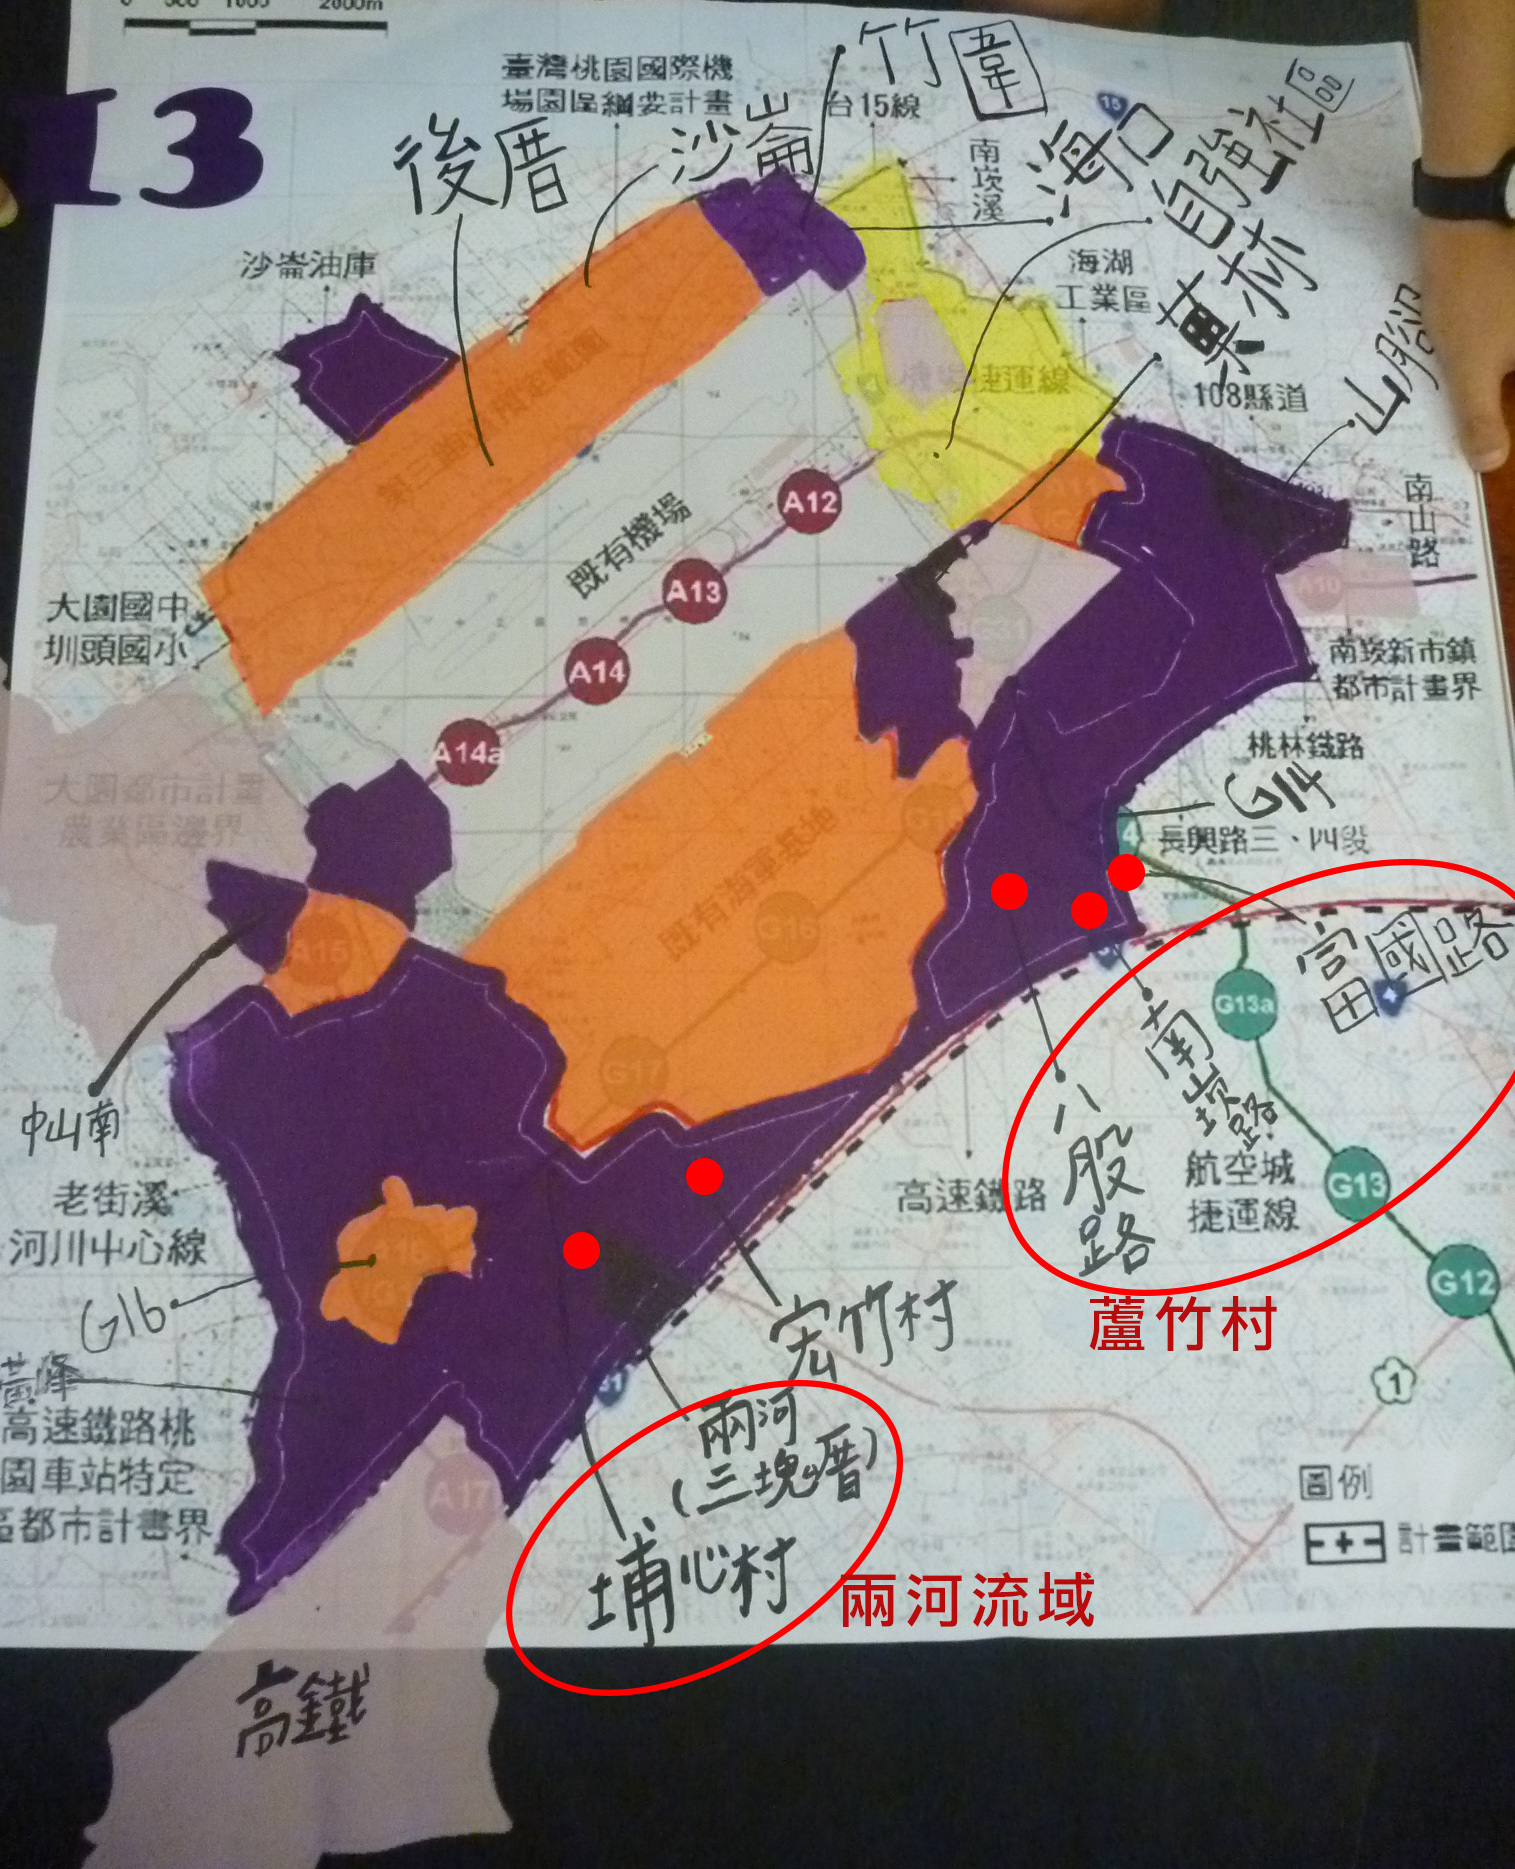 0 500 1000 2000m
13
臺灣桃園國際機
場園區綱要計畫
竹圍
台15線
15
後厝
沙崙
南崁溪
海口
自強社區
菓林
沙崙油庫
海湖
工業區
機場捷運線
108縣道
山腳
第三跑道
A12
A11
南山路
既有機場
A13
A10
大園國中
圳頭國小
G31
A14
南崁新市鎮
都市計畫界
A14a
桃林鐵路
大園都市計畫
農業區邊界
G14
4
長興路三、四段
既有海軍基地
A15
富國路
G13a
4
南崁路
G17
中山南
八股路
老街溪
河川中心線
高速鐵路
航空城
捷運線
G13
G16
G12
宏竹村
蘆竹村
31
高速鐵路桃
園車站特定
區都市計畫界
兩河
(三塊厝)
1
A17
圖例
計畫範圍
埔心村
兩河流域
高鐵